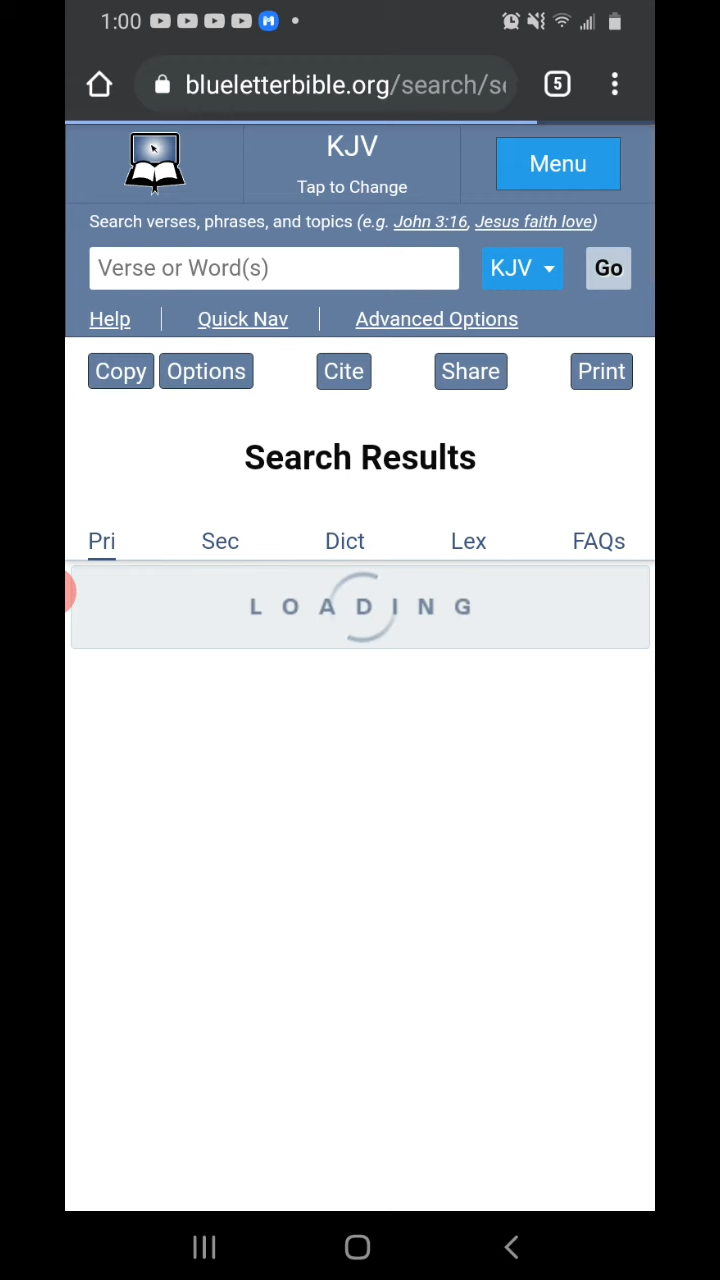 1:00
blueletterbible.org/search/se
5
KJV
Tap to Change
Menu
Search verses, phrases, and topics (e.g. John 3:16, Jesus faith love)
Verse or Word(s)
KJV
Go
Help
Quick Nav
Advanced Options
Copy
Options
Cite
Share
Print
Search Results
Pri
Sec
Dict
Lex
FAQs
LOADING